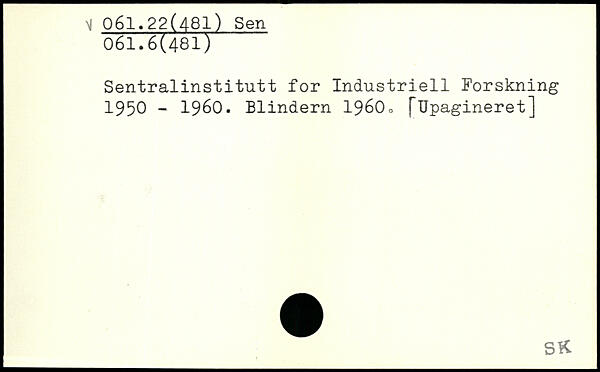 √ 061.22(481) Sen
061.6(481)
Sentralinstitutt for Industriell Forskning
1950 - 1960. Blindern 1960. [Upagineret]
SK